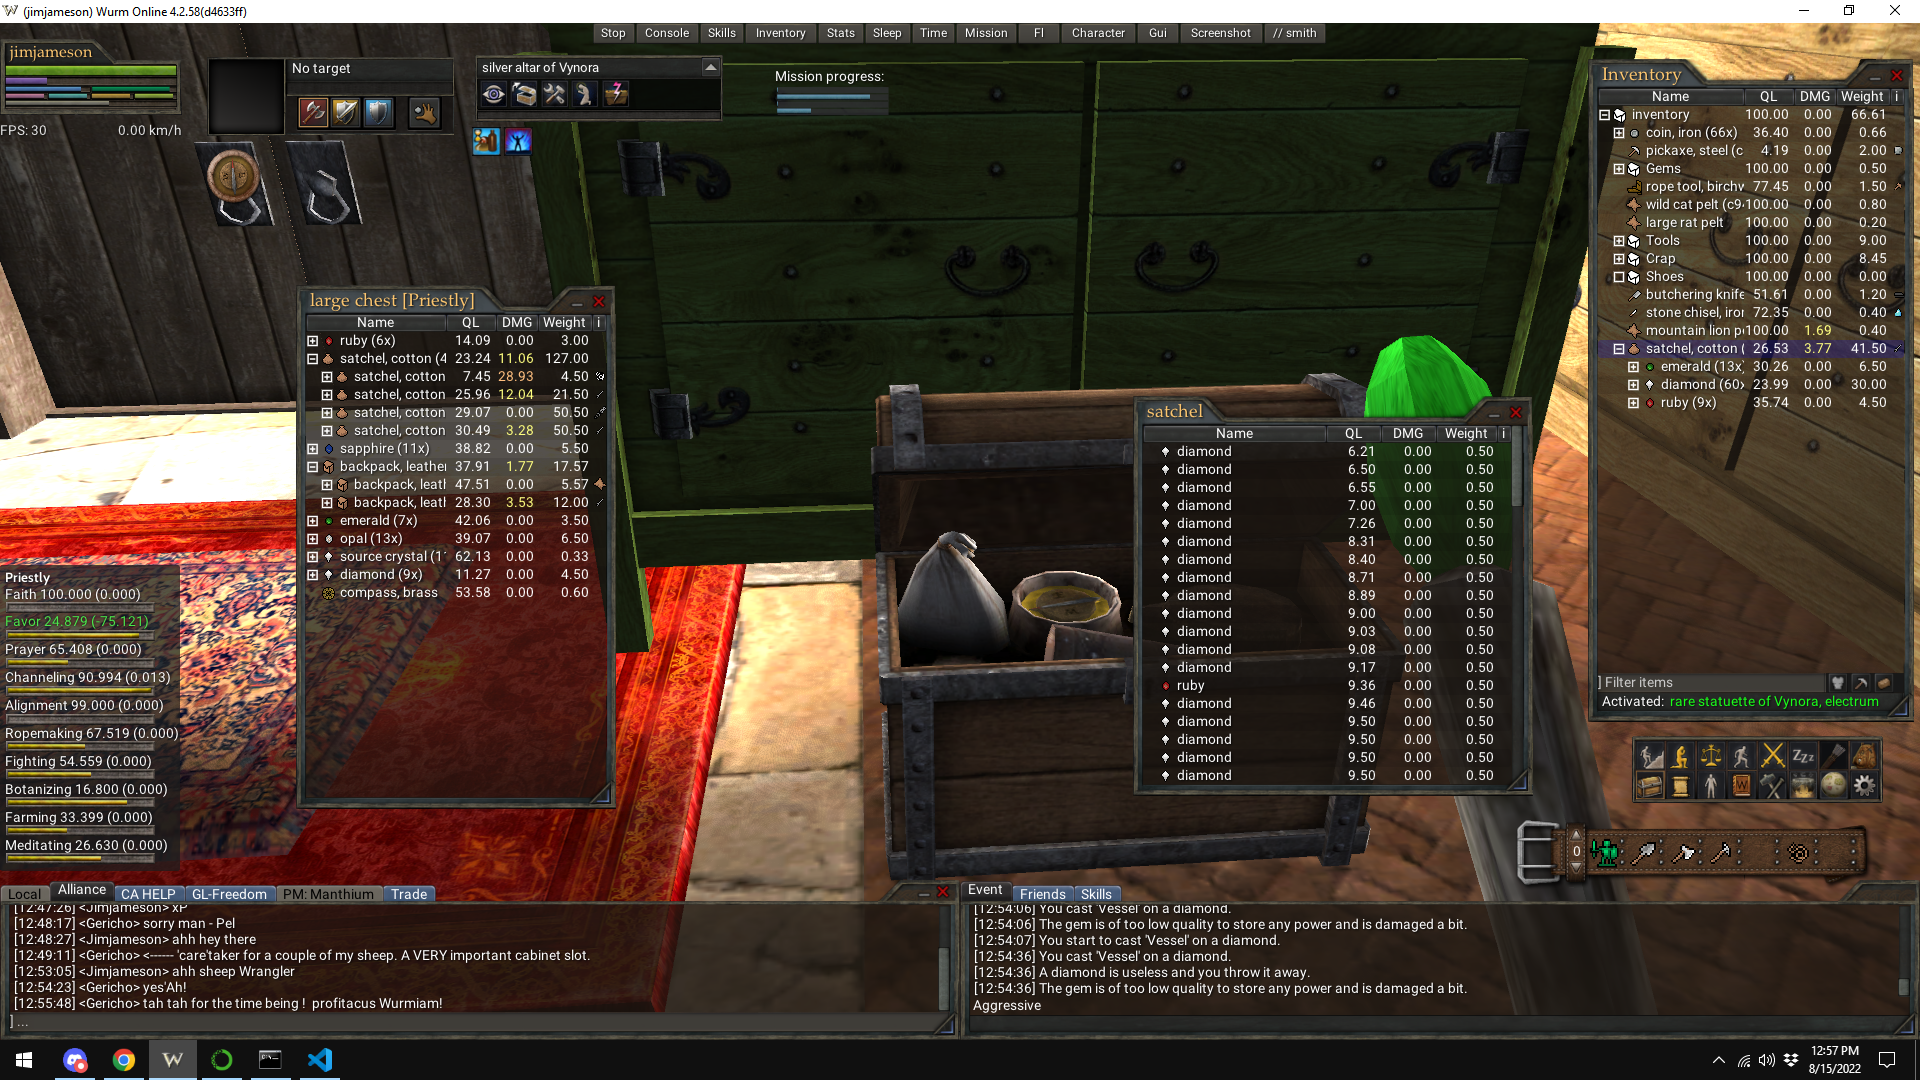 (jimjameson) Wurm Online 4.2.58(d4633ff)
Stop Console Skills Inventory Stats Sleep Time Mission Fl Character Gui Screenshot // smith
jimjameson
FPS: 30 0.00 km/h
No target
silver altar of Vynora
Mission progress:
large chest [Priestly]
Name QL DMG Weight i
ruby (6x) 14.09 0.00 3.00
satchel, cotton (4 23.24 11.06 127.00
satchel, cotton 7.45 28.93 4.50
satchel, cotton 25.96 12.04 21.50
satchel, cotton 29.07 0.00 50.50
satchel, cotton 30.49 3.28 50.50
sapphire (11x) 38.82 0.00 5.50
backpack, leather 37.91 1.77 17.57
backpack, leath 47.51 0.00 5.57
backpack, leath 28.30 3.53 12.00
emerald (7x) 42.06 0.00 3.50
opal (13x) 39.07 0.00 6.50
source crystal (1 62.13 0.00 0.33
diamond (9x) 11.27 0.00 4.50
compass, brass 53.58 0.00 0.60
Priestly
Faith 100.000 (0.000)
Favor 24.879 (-75.121)
Prayer 65.408 (0.000)
Channeling 90.994 (0.013)
Alignment 99.000 (0.000)
Ropemaking 67.519 (0.000)
Fighting 54.559 (0.000)
Botanizing 16.800 (0.000)
Farming 33.399 (0.000)
Meditating 26.630 (0.000)
satchel
Name QL DMG Weight i
diamond 6.21 0.00 0.50
diamond 6.50 0.00 0.50
diamond 6.55 0.00 0.50
diamond 7.00 0.00 0.50
diamond 7.26 0.00 0.50
diamond 8.31 0.00 0.50
diamond 8.40 0.00 0.50
diamond 8.71 0.00 0.50
diamond 8.89 0.00 0.50
diamond 9.00 0.00 0.50
diamond 9.03 0.00 0.50
diamond 9.08 0.00 0.50
diamond 9.17 0.00 0.50
ruby 9.36 0.00 0.50
diamond 9.46 0.00 0.50
diamond 9.50 0.00 0.50
diamond 9.50 0.00 0.50
diamond 9.50 0.00 0.50
diamond 9.50 0.00 0.50
Inventory
Name QL DMG Weight i
inventory 100.00 0.00 66.61
coin, iron (66x) 36.40 0.00 0.66
pickaxe, steel (c 4.19 0.00 2.00
Gems 100.00 0.00 0.50
rope tool, birchw 77.45 0.00 1.50
wild cat pelt (c9 100.00 0.00 0.80
large rat pelt 100.00 0.00 0.20
Tools 100.00 0.00 9.00
Crap 100.00 0.00 8.45
Shoes 100.00 0.00 0.00
butchering knife 51.61 0.00 1.20
stone chisel, iron 72.35 0.00 0.40
mountain lion pe 100.00 1.69 0.40
satchel, cotton ( 26.53 3.77 41.50
emerald (13x 30.26 0.00 6.50
diamond (60x 23.99 0.00 30.00
ruby (9x) 35.74 0.00 4.50
] Filter items
Activated: rare statuette of Vynora, electrum
Zzz
0
Local Alliance CA HELP GL-Freedom PM: Manthium Trade
[12:47:26] <Jimjameson> xP
[12:48:17] <Gericho> sorry man - Pel
[12:48:27] <Jimjameson> ahh hey there
[12:49:11] <Gericho> <------ 'care'taker for a couple of my sheep. A VERY important cabinet slot.
[12:53:05] <Jimjameson> ahh sheep Wrangler
[12:54:23] <Gericho> yes'Ah!
[12:55:48] <Gericho> tah tah for the time being ! profitacus Wurmiam!
] ...
Event Friends Skills
[12:54:06] You cast 'Vessel' on a diamond.
[12:54:06] The gem is of too low quality to store any power and is damaged a bit.
[12:54:07] You start to cast 'Vessel' on a diamond.
[12:54:36] You cast 'Vessel' on a diamond.
[12:54:36] A diamond is useless and you throw it away.
[12:54:36] The gem is of too low quality to store any power and is damaged a bit.
Aggressive
12:57 PM
8/15/2022